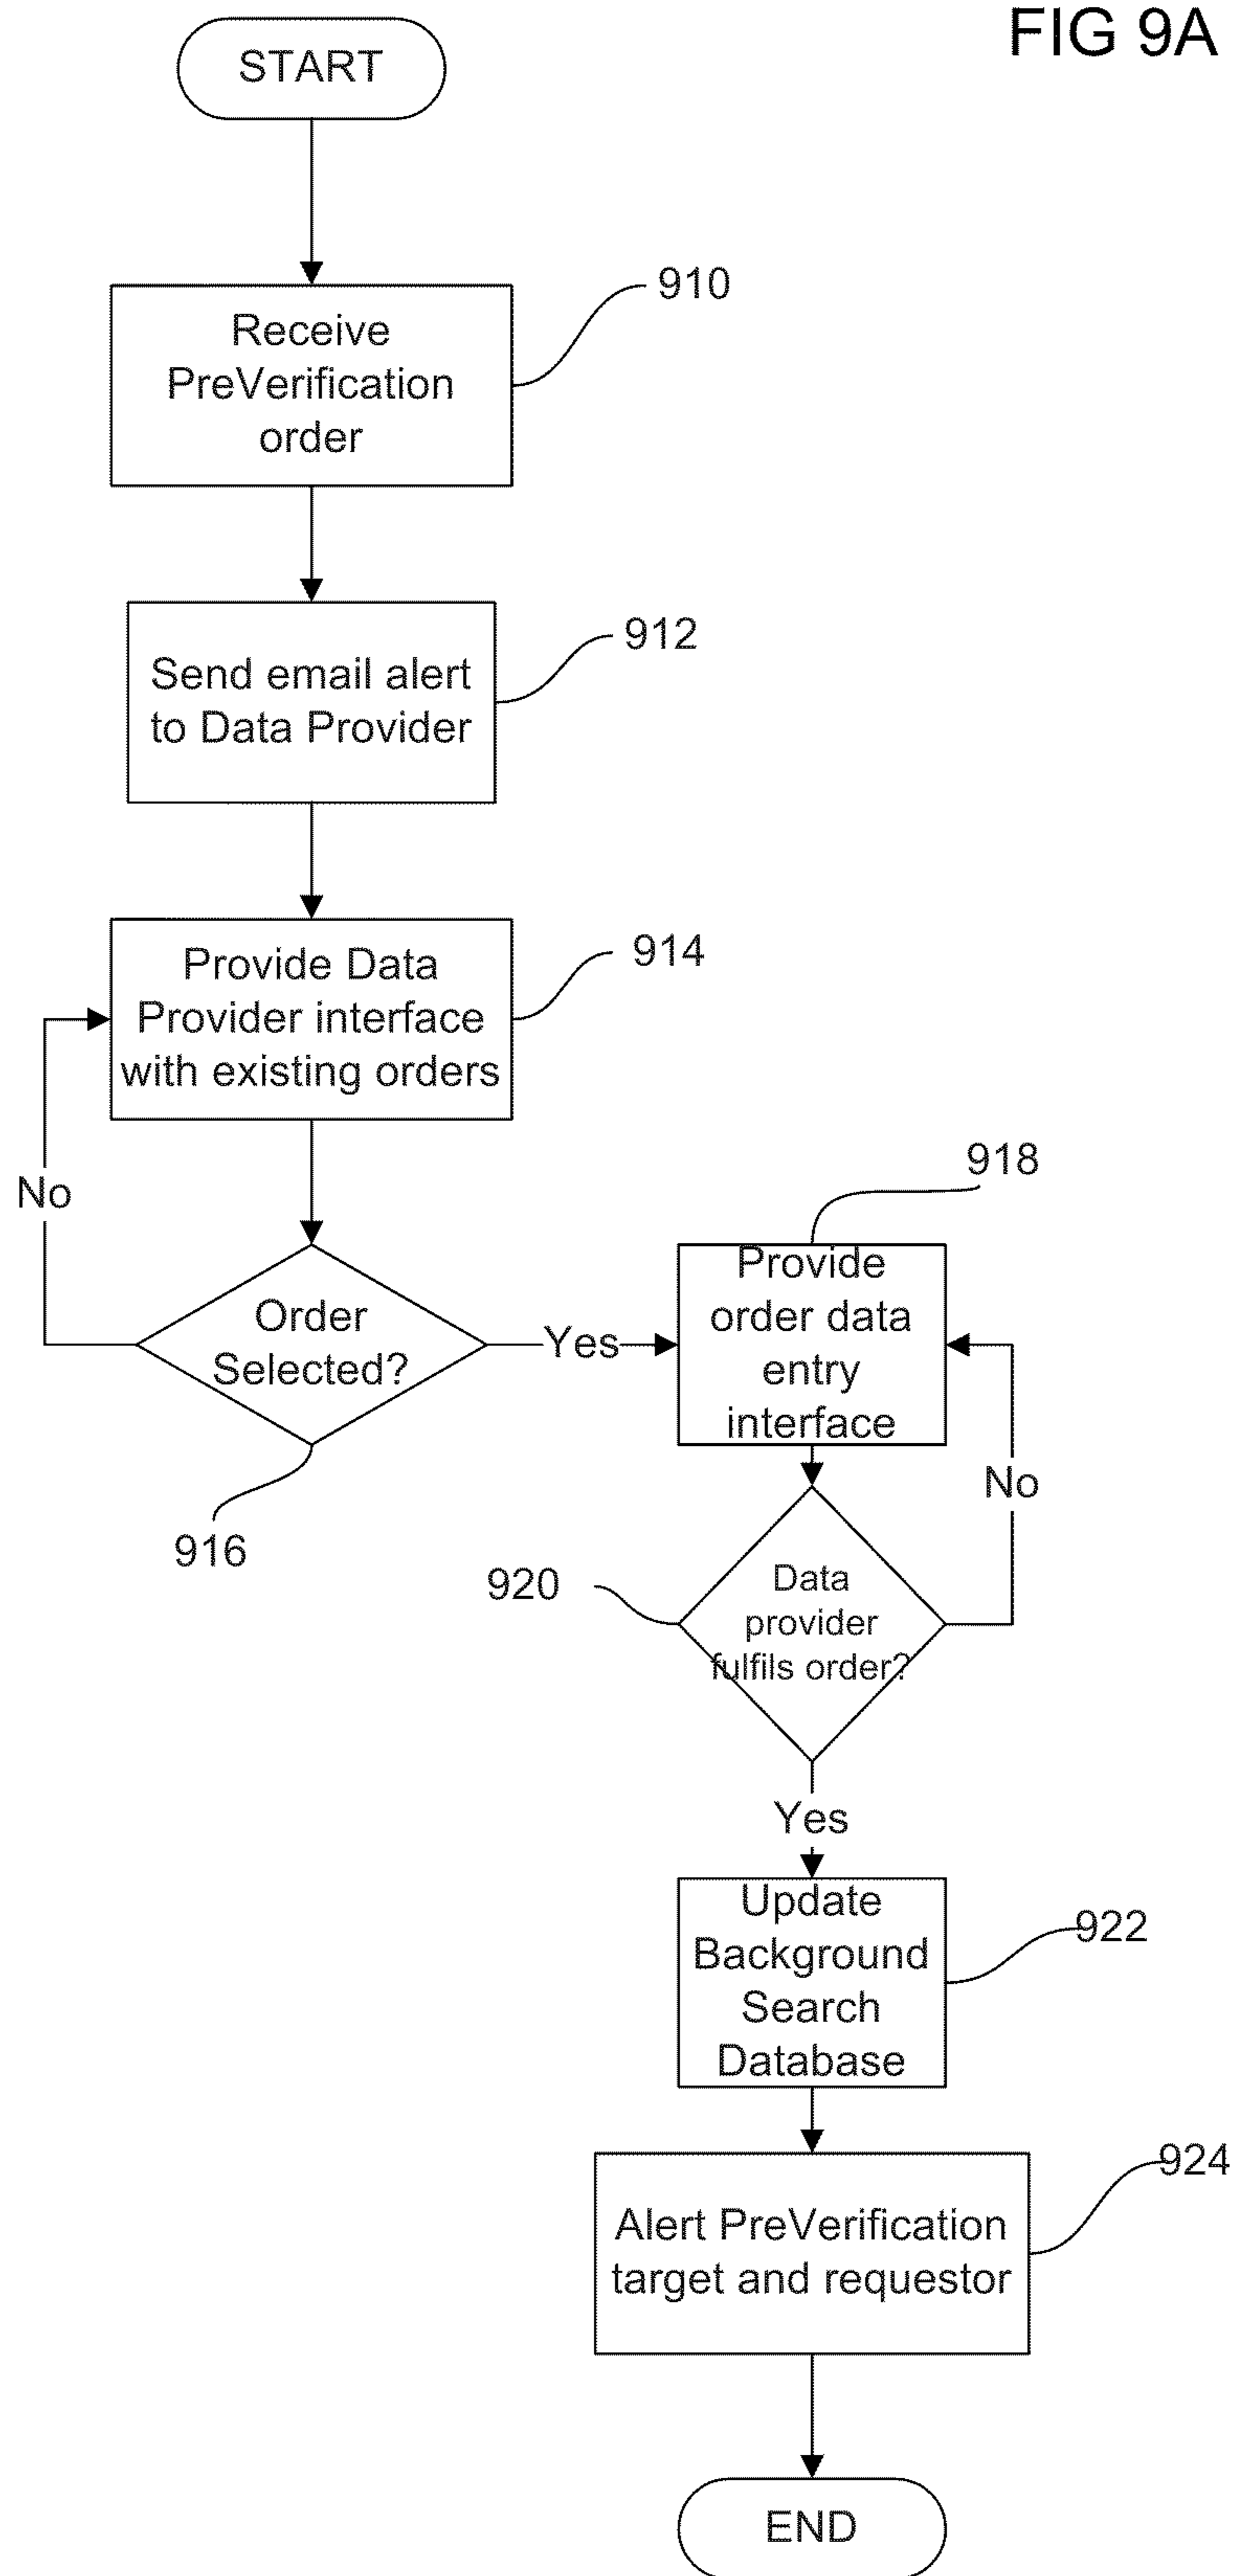 FIG 9A
START
910
Receive
PreVerification
order
912
Send email alert
to Data Provider
914
Provide Data
Provider interface
with existing orders
No
Order
Selected?
916
Yes
918
Provide
order data
entry
interface
No
920
Data
provider
fulfils order?
Yes
Update
Background
Search
Database
922
924
Alert PreVerification
target and requestor
END